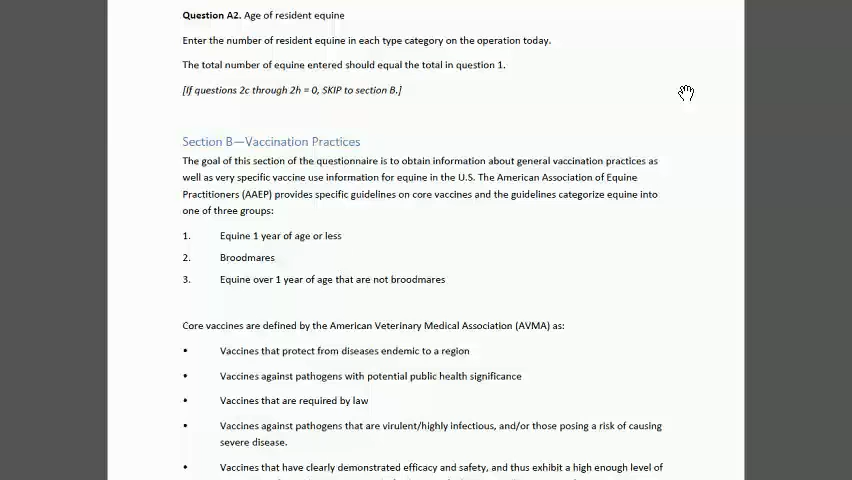 Question A2. Age of resident equine
Enter the number of resident equine in each type category on the operation today.
The total number of equine entered should equal the total in question 1.
[If questions 2c through 2h = 0, SKIP to section B.]
Section B—Vaccination Practices
The goal of this section of the questionnaire is to obtain information about general vaccination practices as
well as very specific vaccine use information for equine in the U.S. The American Association of Equine
Practitioners (AAEP) provides specific guidelines on core vaccines and the guidelines categorize equine into
one of three groups:
1. Equine 1 year of age or less
2. Broodmares
3. Equine over 1 year of age that are not broodmares
Core vaccines are defined by the American Veterinary Medical Association (AVMA) as:
• Vaccines that protect from diseases endemic to a region
• Vaccines against pathogens with potential public health significance
• Vaccines that are required by law
• Vaccines against pathogens that are virulent/highly infectious, and/or those posing a risk of causing
severe disease.
• Vaccines that have clearly demonstrated efficacy and safety, and thus exhibit a high enough level of